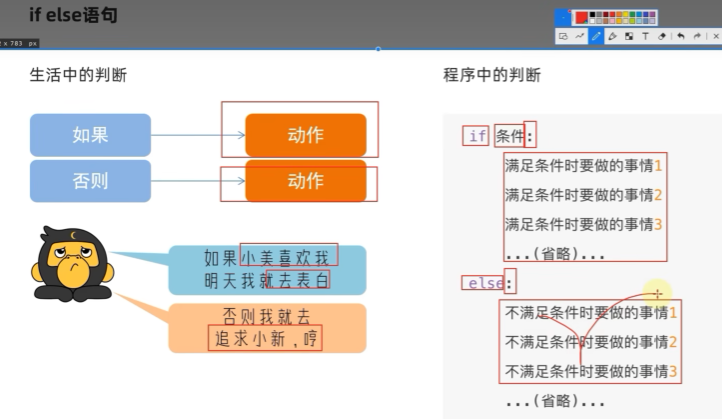 if else语句
x 783 px
生活中的判断
如果
动作
否则
动作
如果小美喜欢我
明天我就去表白
否则我就去
追求小新，哼
程序中的判断
if 条件:
满足条件时要做的事情1
满足条件时要做的事情2
满足条件时要做的事情3
...(省略)...
else:
不满足条件时要做的事情1
不满足条件时要做的事情2
不满足条件时要做的事情3
...(省略)...